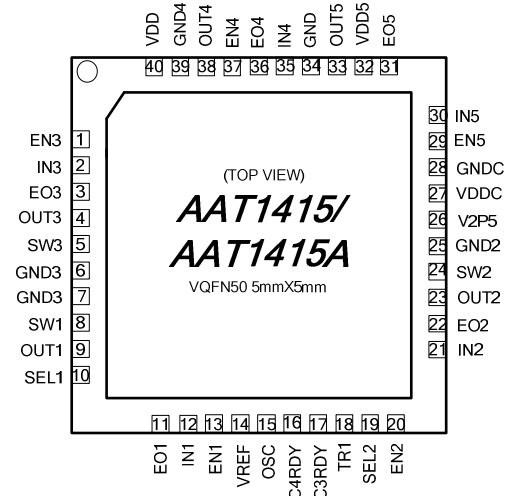 VDD GND4 OUT4 EN4 EO4 IN4 GND OUT5 VDD5 EO5
40 39 38 37 36 35 34 33 32 31
EN3 1
IN3 2
EO3 3
OUT3 4
SW3 5
GND3 6
GND3 7
SW1 8
OUT1 9
SEL1 10
(TOP VIEW)
AAT1415/
AAT1415A
VQFN50 5mmX5mm
30 IN5
29 EN5
28 GNDC
27 VDDC
26 V2P5
25 GND2
24 SW2
23 OUT2
22 EO2
21 IN2
11 12 13 14 15 16 17 18 19 20
EO1 IN1 EN1 VREF OSC C4RDY C3RDY TR1 SEL2 EN2